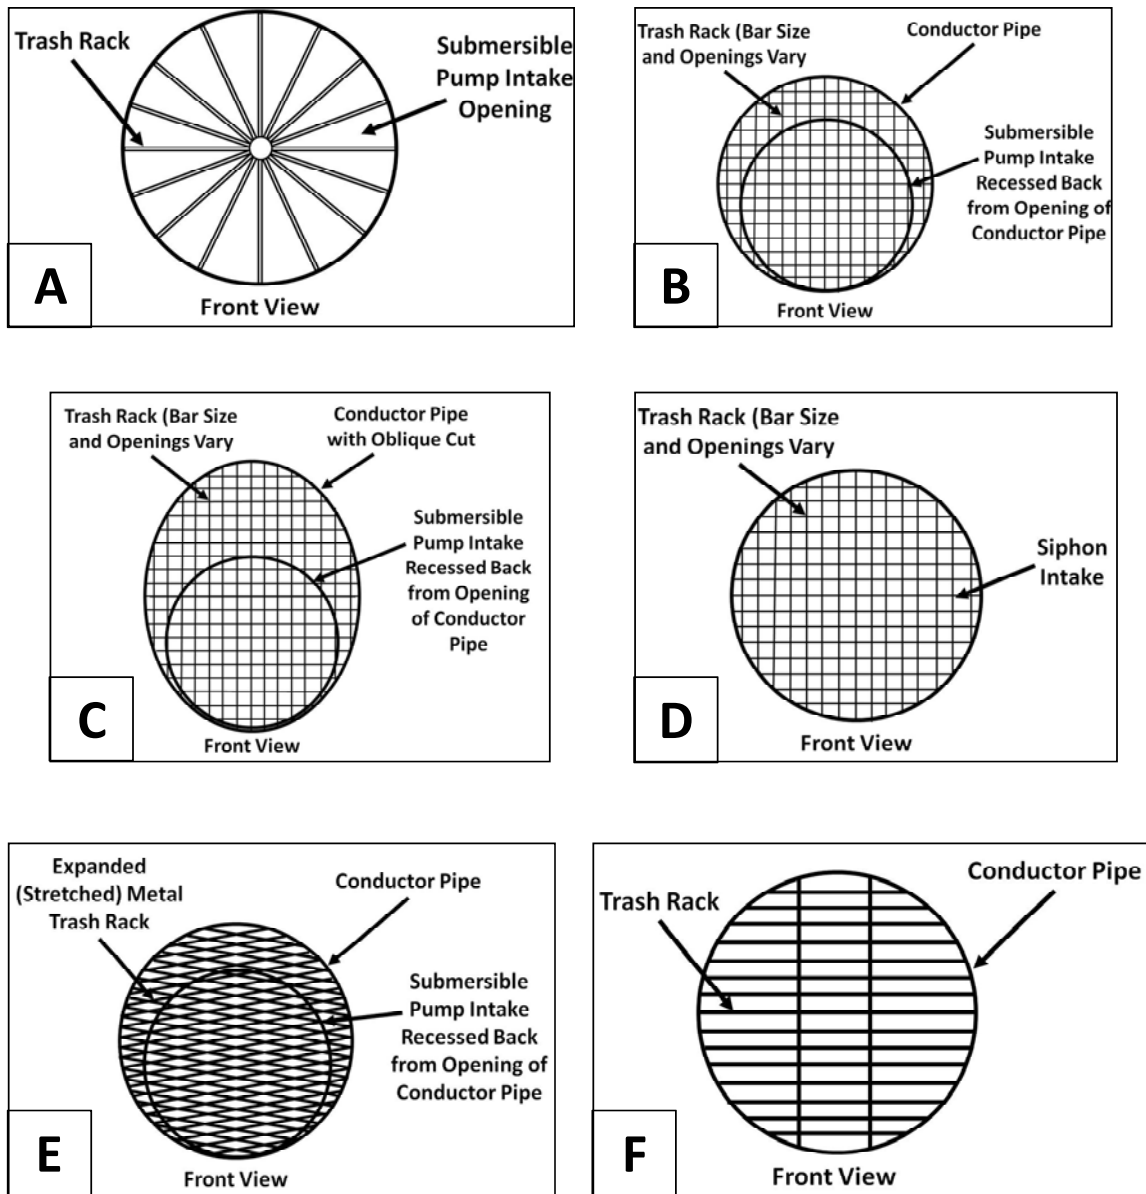 Trash Rack
Submersible
Pump Intake
Opening
A
Front View
Trash Rack (Bar Size
and Openings Vary
Conductor Pipe
Submersible
Pump Intake
Recessed Back
from Opening of
Conductor Pipe
B
Front View
Trash Rack (Bar Size
and Openings Vary
Conductor Pipe
with Oblique Cut
Submersible
Pump Intake
Recessed Back
from Opening
of Conductor
Pipe
C
Front View
Trash Rack (Bar Size
and Openings Vary
Siphon
Intake
D
Front View
Expanded
(Stretched) Metal
Trash Rack
Conductor Pipe
Submersible
Pump Intake
Recessed Back
from Opening of
Conductor Pipe
E
Front View
Trash Rack
Conductor Pipe
F
Front View